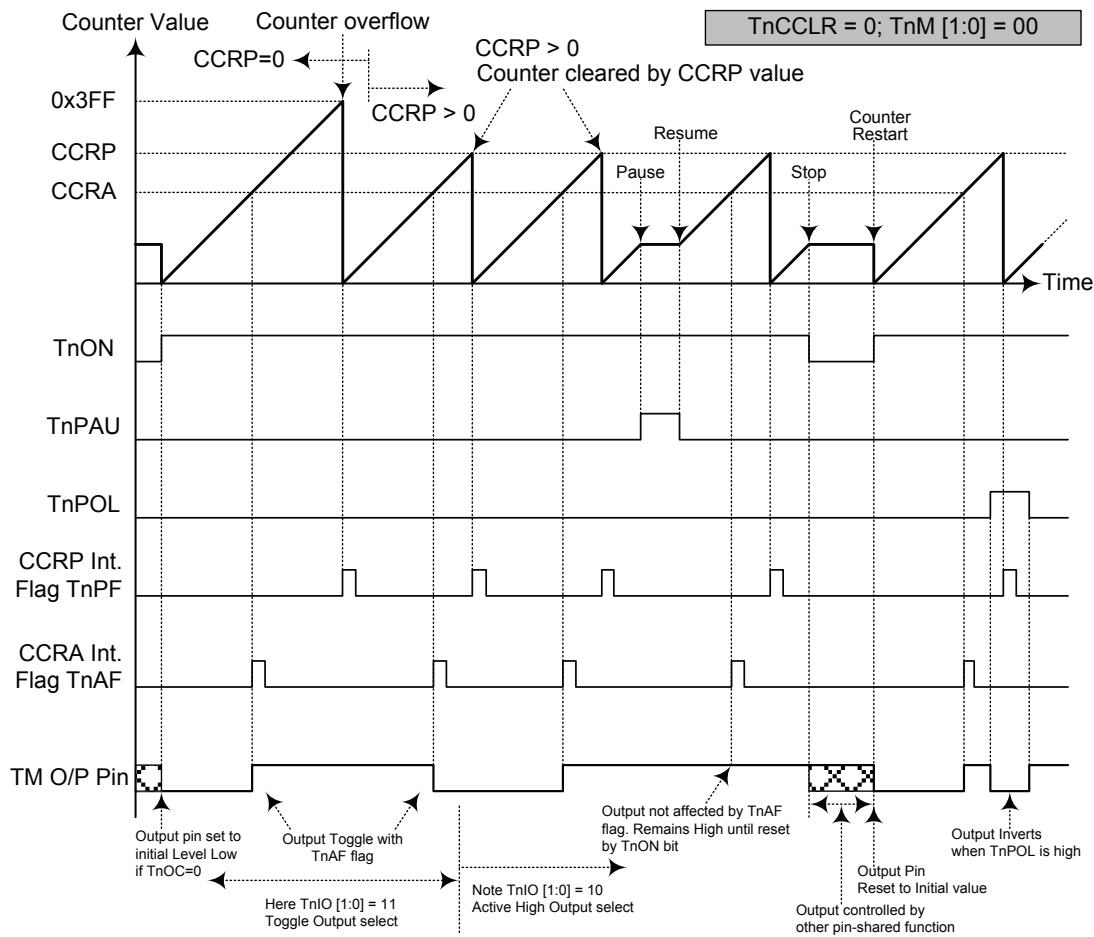 Counter Value
Counter overflow
TnCCLR = 0; TnM [1:0] = 00
CCRP=0
CCRP > 0
CCRP > 0
Counter cleared by CCRP value
0x3FF
CCRP
CCRA
Pause
Resume
Stop
Counter
Restart
Time
TnON
TnPAU
TnPOL
CCRP Int.
Flag TnPF
CCRA Int.
Flag TnAF
TM O/P Pin
Output pin set to
initial Level Low
if TnOC=0
Output Toggle with
TnAF flag
Here TnIO [1:0] = 11
Toggle Output select
Note TnIO [1:0] = 10
Active High Output select
Output not affected by TnAF
flag. Remains High until reset
by TnON bit
Output controlled by
other pin-shared function
Output Pin
Reset to Initial value
Output Inverts
when TnPOL is high